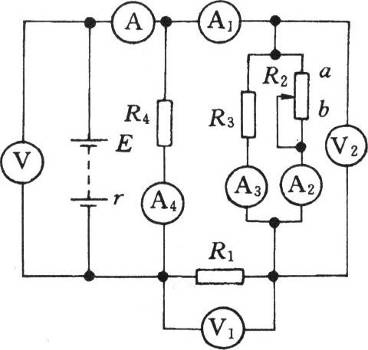 A A₁
R₂ a
R₄ R₃ b
V E V₂
r A₄ A₃ A₂
R₁
V₁